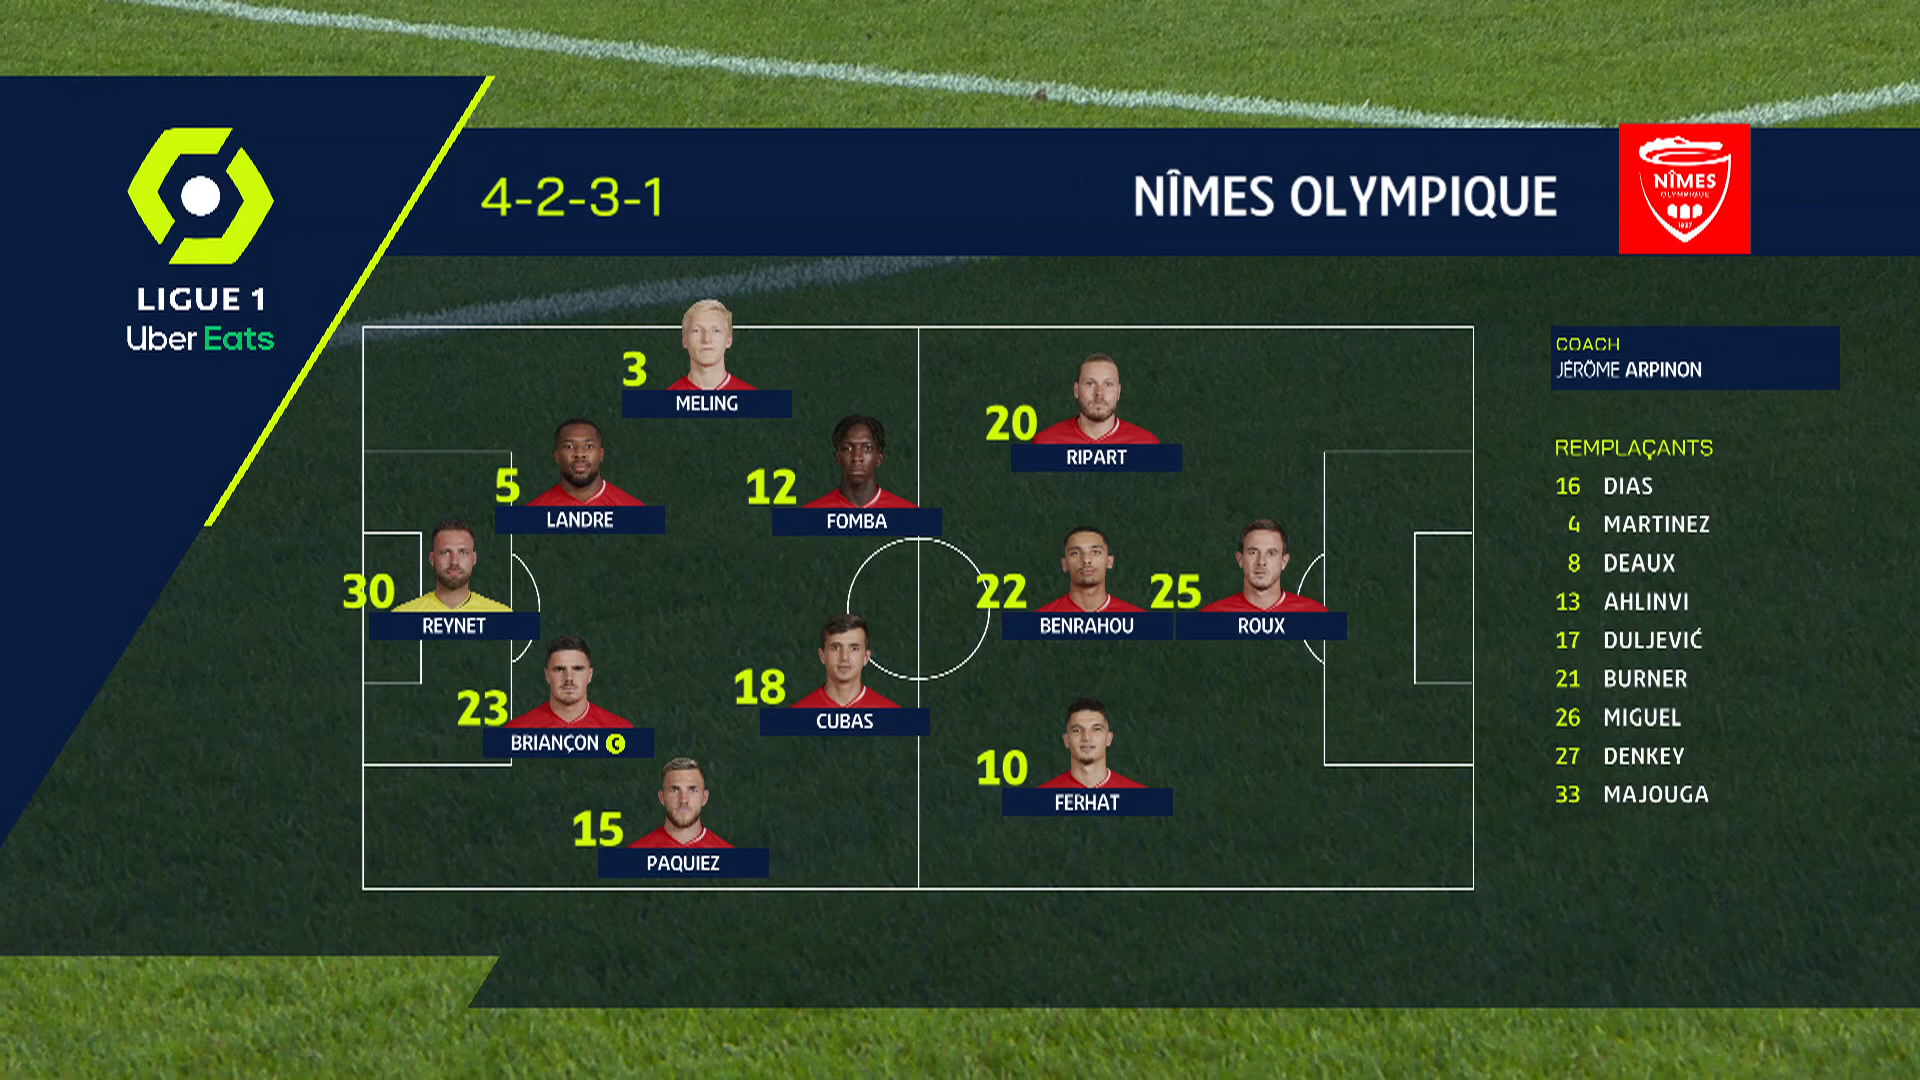 LIGUE 1
Uber Eats
4-2-3-1
NÎMES OLYMPIQUE
NÎMES
OLYMPIQUE
1937
3
MELING
20
RIPART
5
LANDRE
12
FOMBA
30
REYNET
22
BENRAHOU
25
ROUX
23
BRIANÇON C
18
CUBAS
10
FERHAT
15
PAQUIEZ
COACH
JÉRÔME ARPINON
REMPLAÇANTS
16 DIAS
4 MARTINEZ
8 DEAUX
13 AHLINVI
17 DULJEVIĆ
21 BURNER
26 MIGUEL
27 DENKEY
33 MAJOUGA